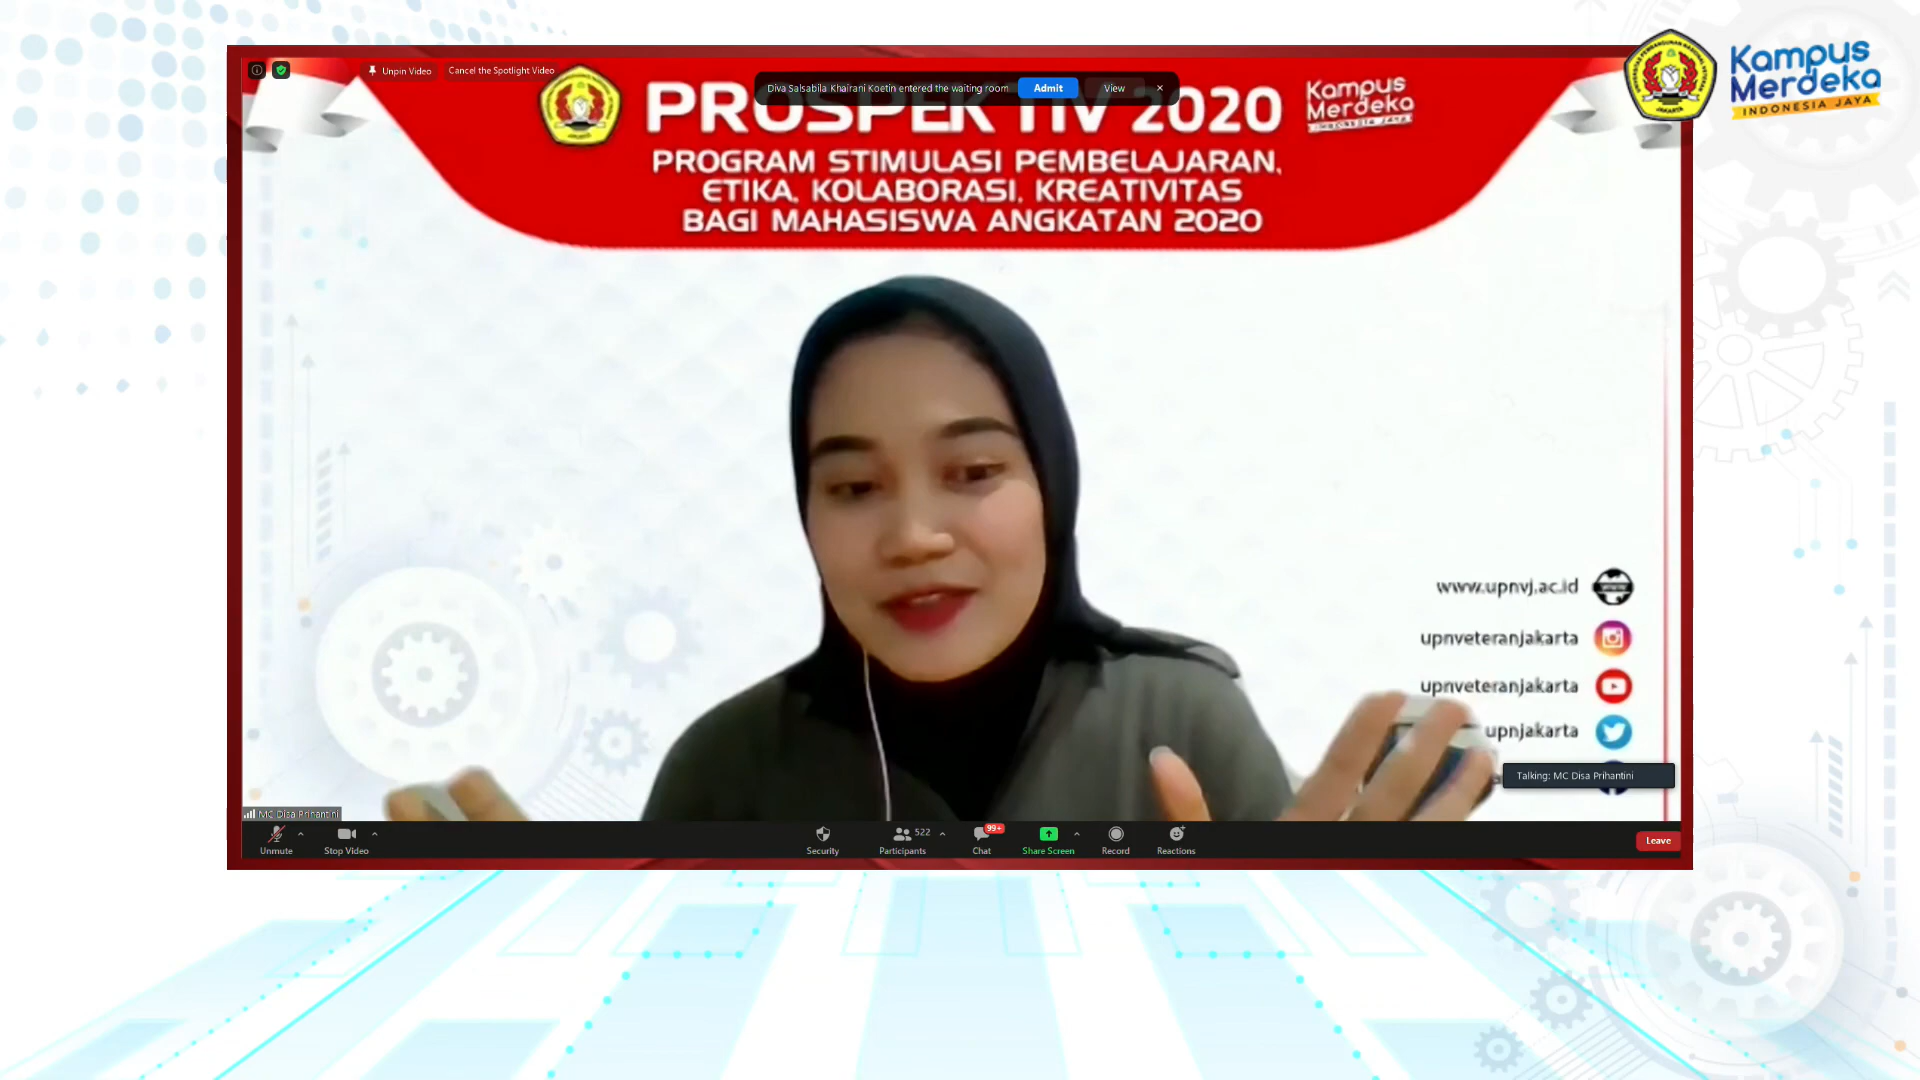 Unpin Video
Cancel the Spotlight Video
Diva Salsabila Khairani Koetin entered the waiting room
Admit
View
PROSPEKTIV 2020
Kampus
Merdeka
INDONESIA JAYA
PROGRAM STIMULASI PEMBELAJARAN,
ETIKA, KOLABORASI, KREATIVITAS
BAGI MAHASISWA ANGKATAN 2020
Kampus
Merdeka
INDONESIA JAYA
www.upnvj.ac.id
upnveteranjakarta
upnveteranjakarta
upnjakarta
Talking: MC Disa Prihantini
MC Disa Prihantini
Unmute
Stop Video
Security
522
Participants
99+
Chat
Share Screen
Record
Reactions
Leave